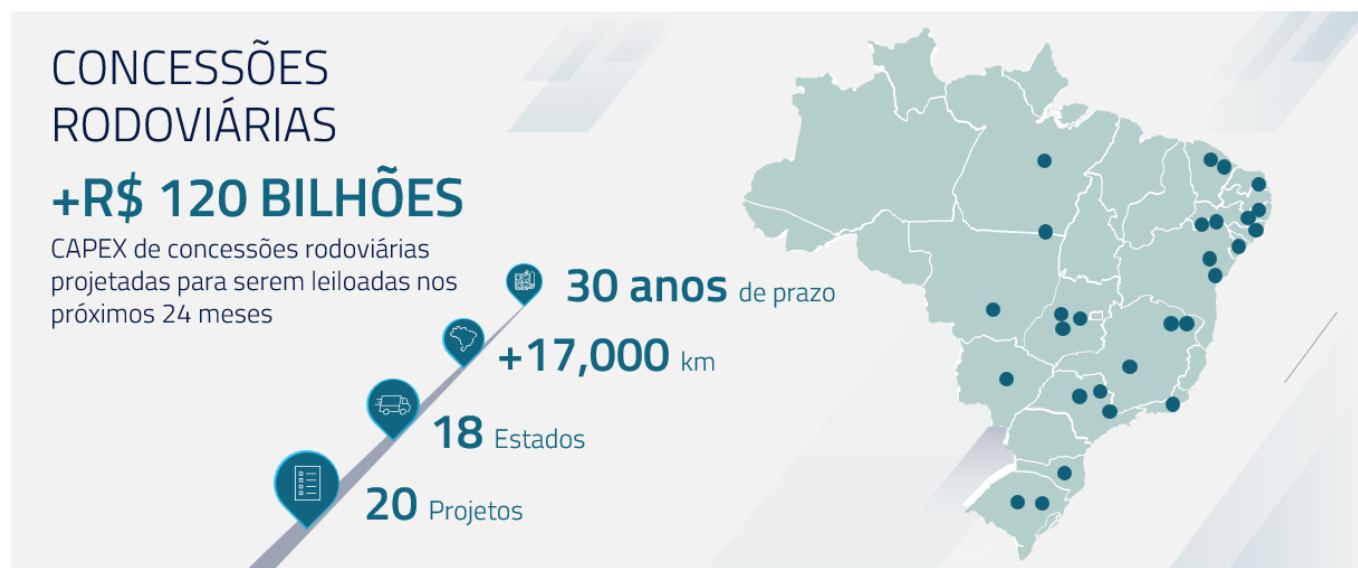 CONCESSÕES
RODOVIÁRIAS
+R$ 120 BILHÕES
CAPEX de concessões rodoviárias
projetadas para serem leiloadas nos
próximos 24 meses
30 anos de prazo
+17,000 km
18 Estados
20 Projetos